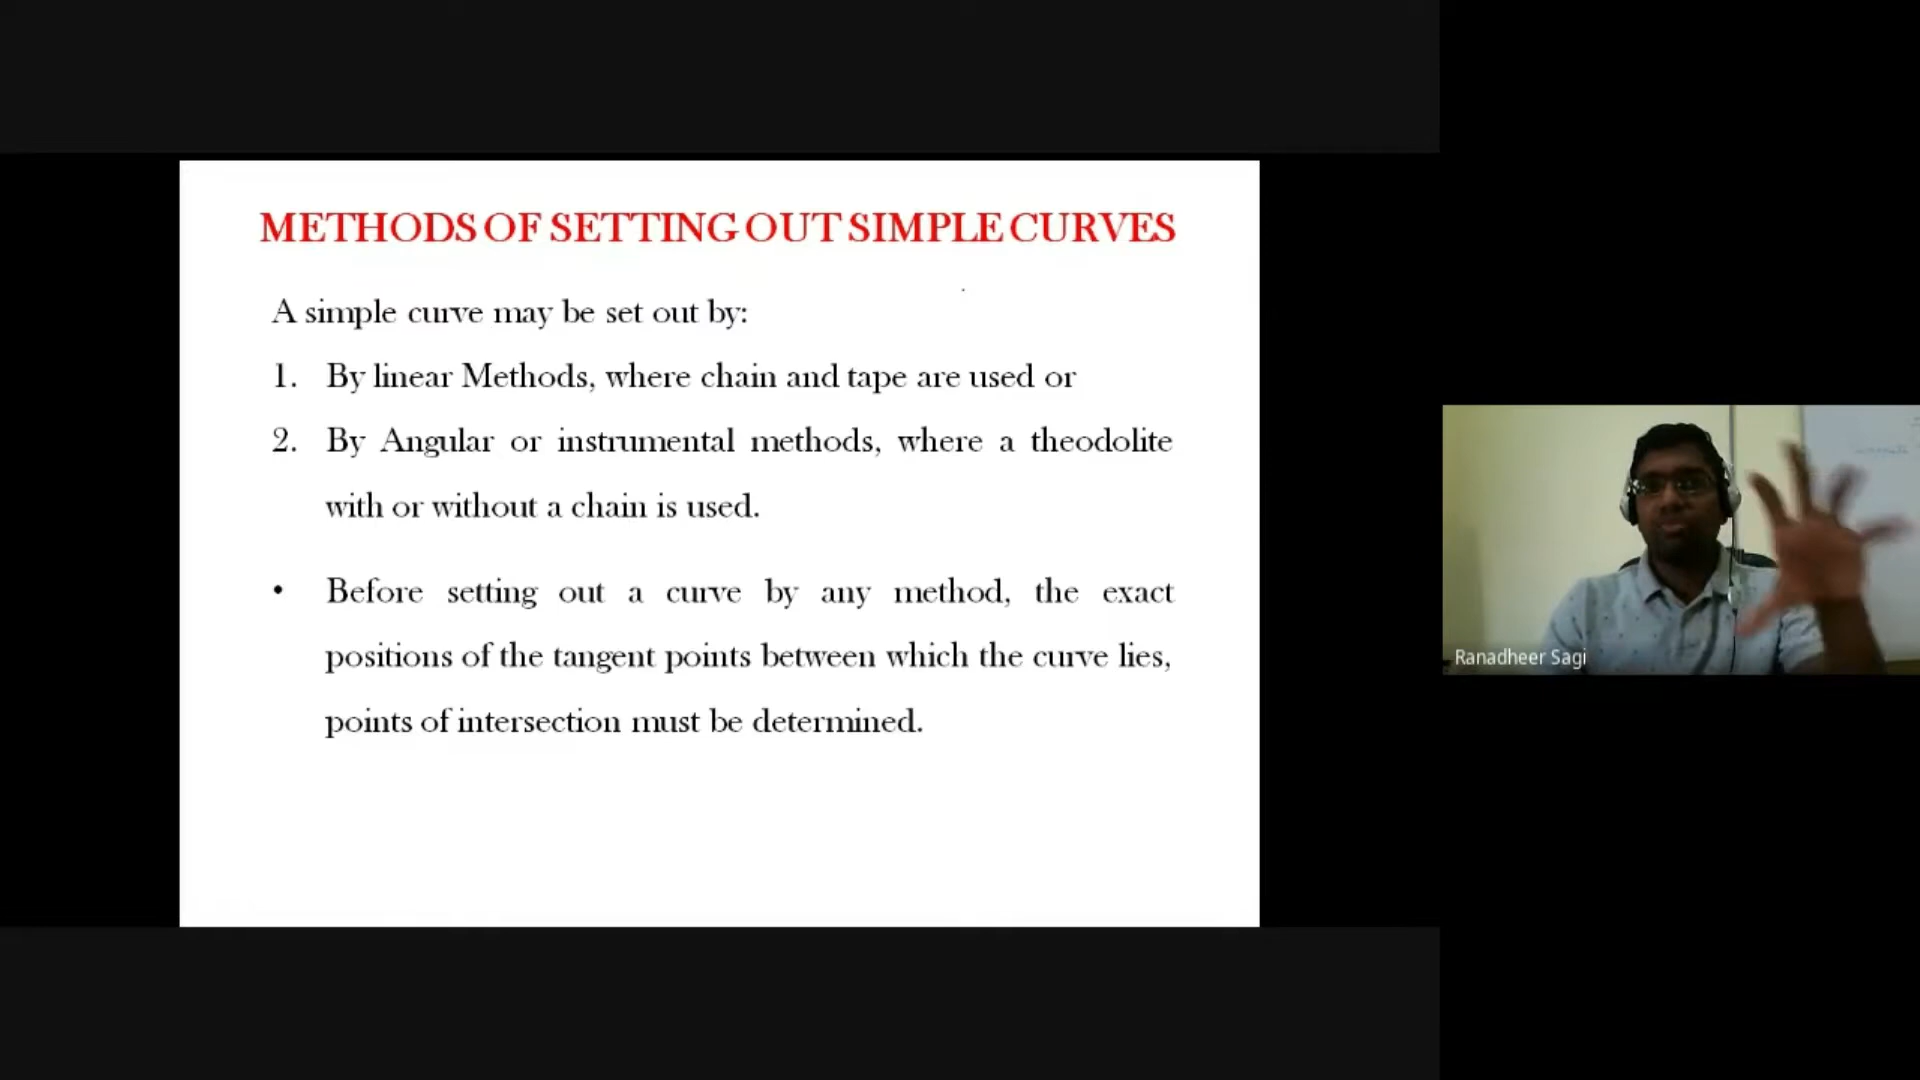 METHODS OF SETTING OUT SIMPLE CURVES
A simple curve may be set out by:
1. By linear Methods, where chain and tape are used or
2. By Angular or instrumental methods, where a theodolite
with or without a chain is used.
• Before setting out a curve by any method, the exact
positions of the tangent points between which the curve lies,
points of intersection must be determined.
Ranadheer Sagi